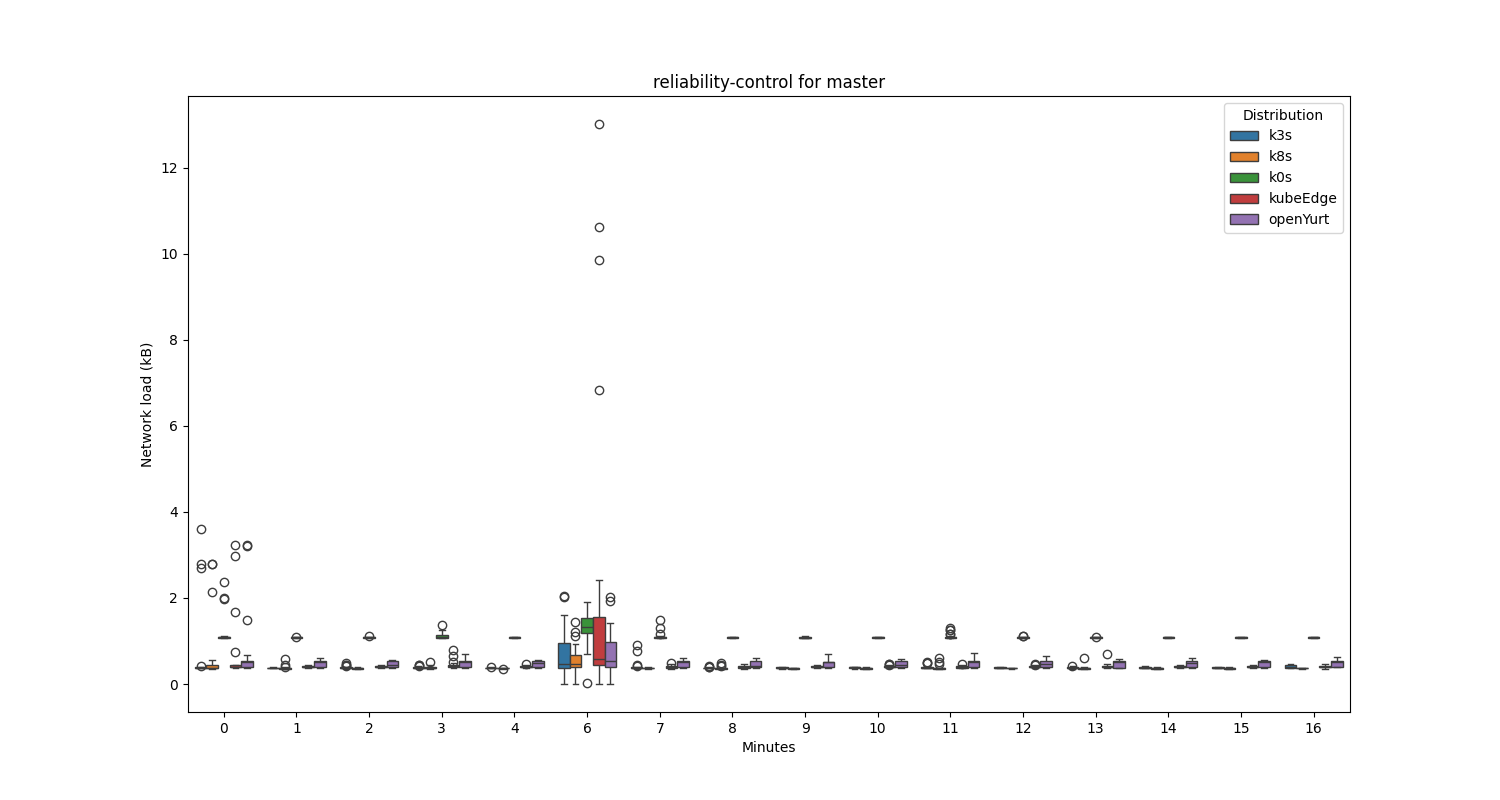 reliability-control for master
Distribution
k3s
k8s
k0s
kubeEdge
openYurt
Network load (kB)
12
10
8
6
4
2
0
0 1 2 3 4 6 7 8 9 10 11 12 13 14 15 16
Minutes